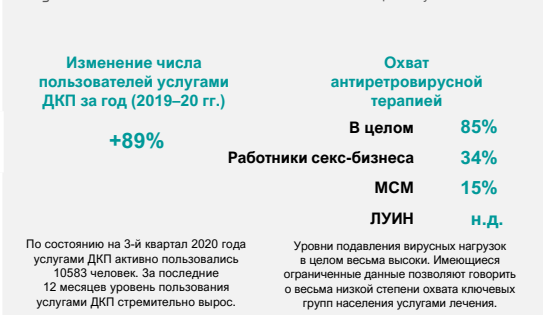 Изменение числа
пользователей услугами
ДКП за год (2019–20 гг.)
+89%
По состоянию на 3-й квартал 2020 года
услугами ДКП активно пользовались
10583 человек. За последние
12 месяцев уровень пользования
услугами ДКП стремительно вырос.
Охват
антиретровирусной
терапией
В целом 85%
Работники секс-бизнеса 34%
МСМ 15%
ЛУИН н.д.
Уровни подавления вирусных нагрузок
в целом весьма высоки. Имеющиеся
ограниченные данные позволяют говорить
о весьма низкой степени охвата ключевых
групп населения услугами лечения.